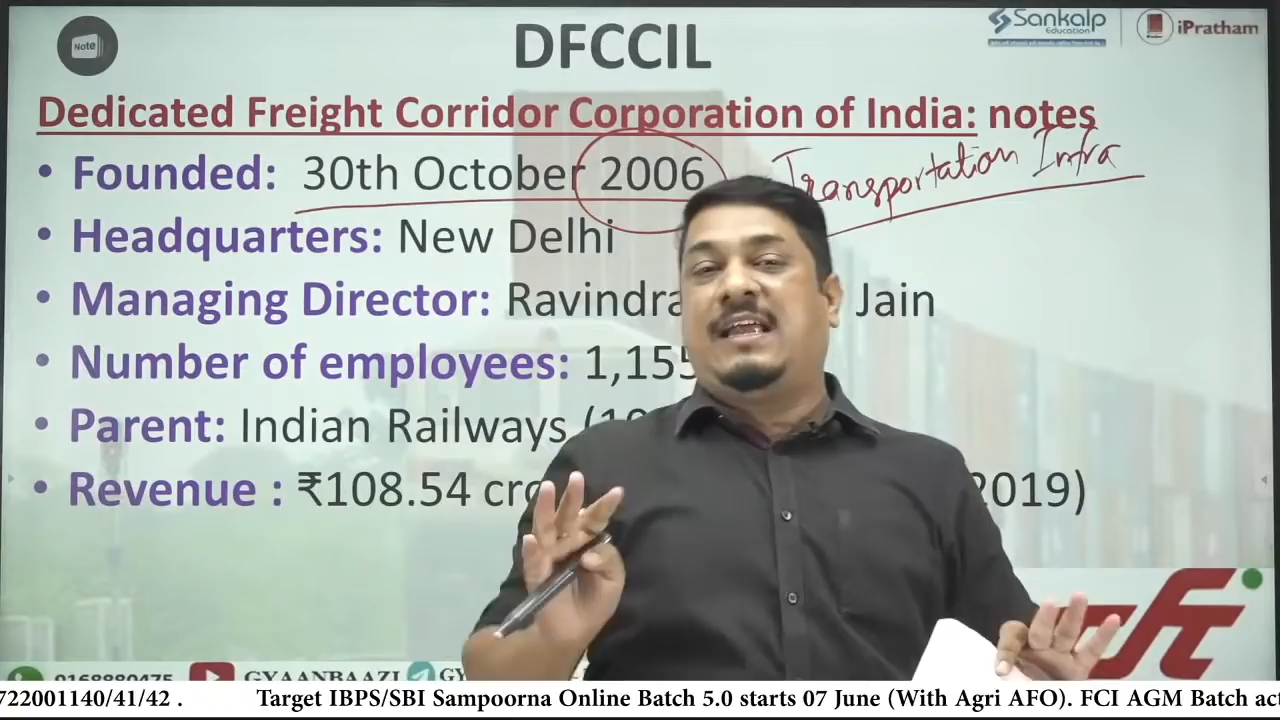 Note
DFCCIL
Sankalp
Education
iPratham
Dedicated Freight Corridor Corporation of India: notes
• Founded: 30th October 2006
Transportation Infra
• Headquarters: New Delhi
• Managing Director: Ravindra Jain
• Number of employees: 1,155
• Parent: Indian Railways
• Revenue : ₹108.54 2019)
9168880475 GYAANBAAZI
722001140/41/42 . Target IBPS/SBI Sampoorna Online Batch 5.0 starts 07 June (With Agri AFO). FCI AGM Batch